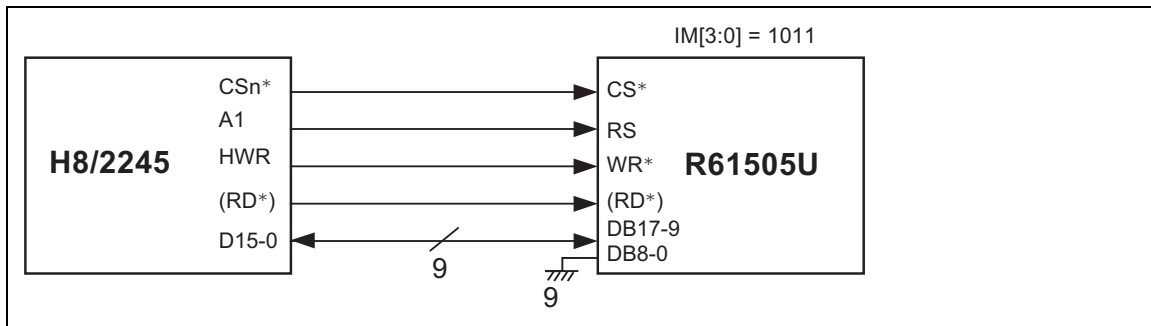 IM[3:0] = 1011
H8/2245
CSn*
A1
HWR
(RD*)
D15-0
9
9
CS*
RS
WR*
(RD*)
DB17-9
DB8-0
R61505U